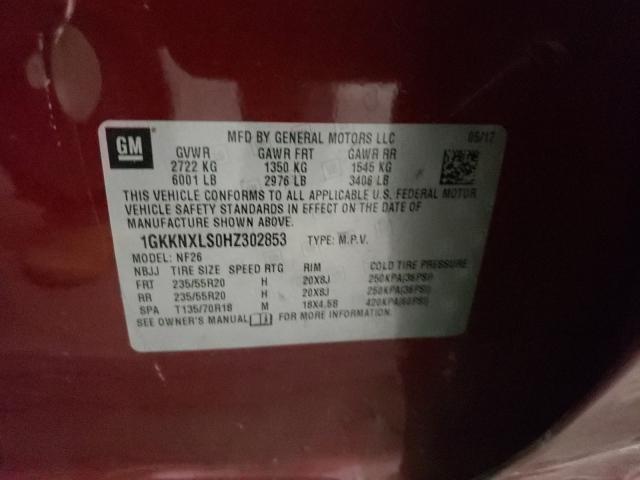 GM
MFD BY GENERAL MOTORS LLC 05/17
GVWR GAWR FRT GAWR RR
2722 KG 1350 KG 1545 KG
6001 LB 2976 LB 3406 LB
THIS VEHICLE CONFORMS TO ALL APPLICABLE U.S. FEDERAL MOTOR
VEHICLE SAFETY STANDARDS IN EFFECT ON THE DATE OF
MANUFACTURE SHOWN ABOVE.
1GKKNXLS0HZ302853 TYPE: M.P.V.
MODEL: NF26
NBJJ TIRE SIZE SPEED RTG RIM COLD TIRE PRESSURE
FRT 235/55R20 H 20X8J 250KPA(36PSI)
RR 235/55R20 H 20X8J 250KPA(36PSI)
SPA T135/70R18 M 18X4.5B 420KPA(60PSI)
SEE OWNER'S MANUAL FOR MORE INFORMATION.